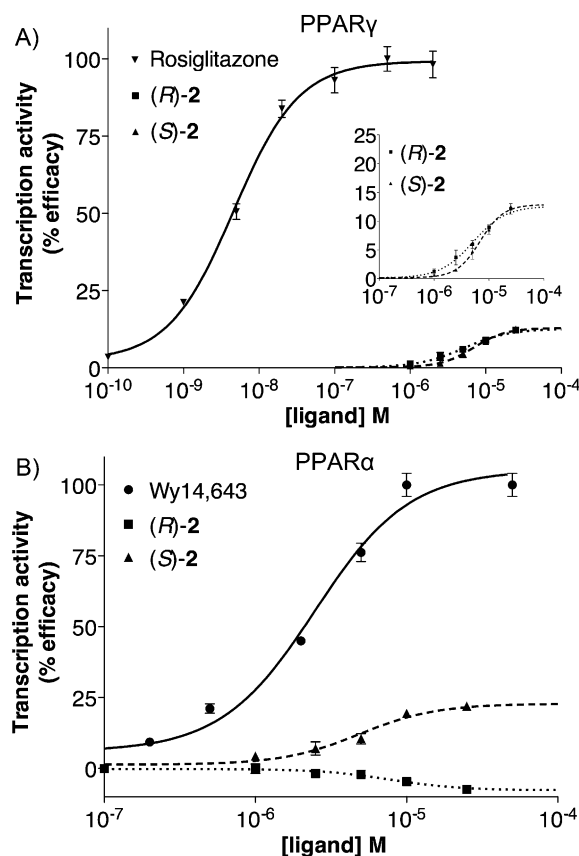 A)
PPARγ
Transcription activity
(% efficacy)
100
75
50
25
0
Rosiglitazone
(R)-2
(S)-2
25
20
15
10
5
0
(R)-2
(S)-2
10-7 10-6 10-5 10-4
10-10 10-9 10-8 10-7 10-6 10-5 10-4
[ligand] M
B)
PPARα
Transcription activity
(% efficacy)
100
75
50
25
0
Wy14,643
(R)-2
(S)-2
10-7 10-6 10-5 10-4
[ligand] M